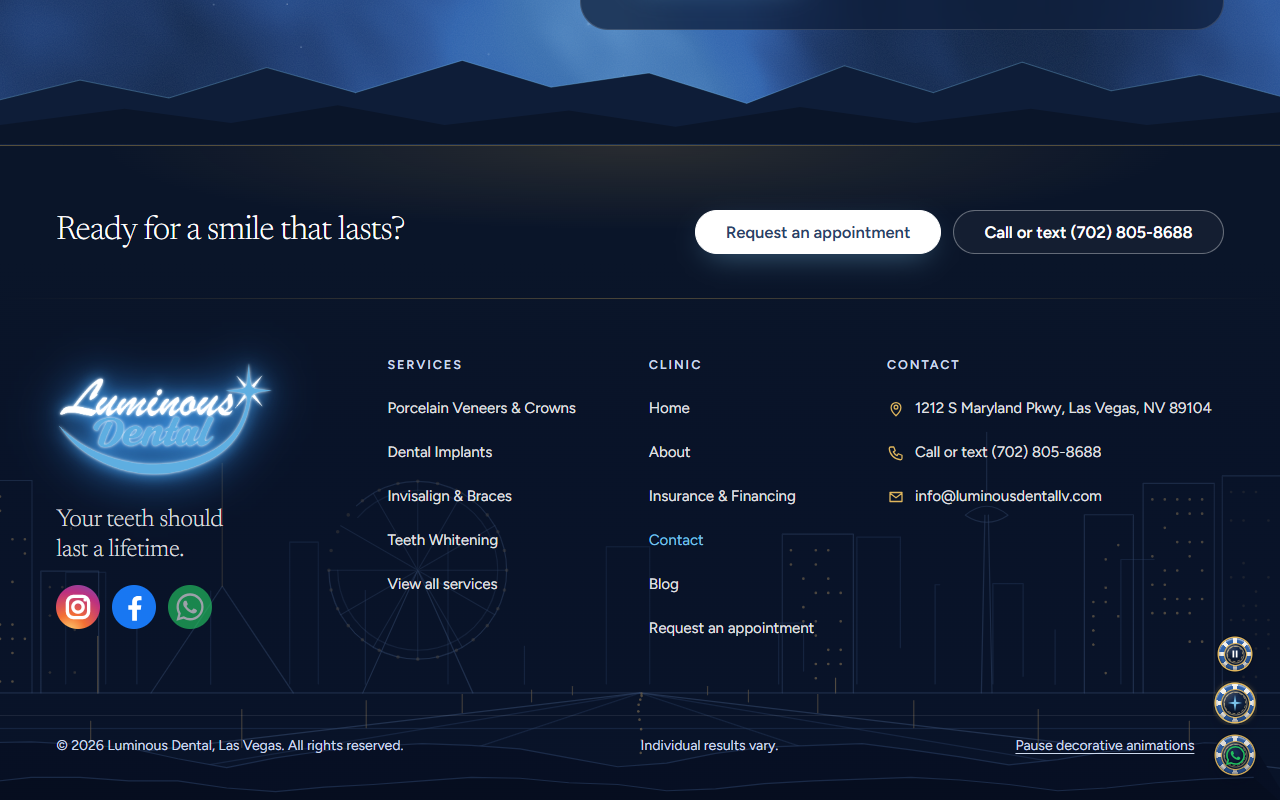 Ready for a smile that lasts?
Request an appointment
Call or text (702) 805-8688
Luminous
Dental
Your teeth should
last a lifetime.
SERVICES
Porcelain Veneers & Crowns
Dental Implants
Invisalign & Braces
Teeth Whitening
View all services
CLINIC
Home
About
Insurance & Financing
Contact
Blog
Request an appointment
CONTACT
1212 S Maryland Pkwy, Las Vegas, NV 89104
Call or text (702) 805-8688
info@luminousdentallv.com
© 2026 Luminous Dental, Las Vegas. All rights reserved.
Individual results vary.
Pause decorative animations